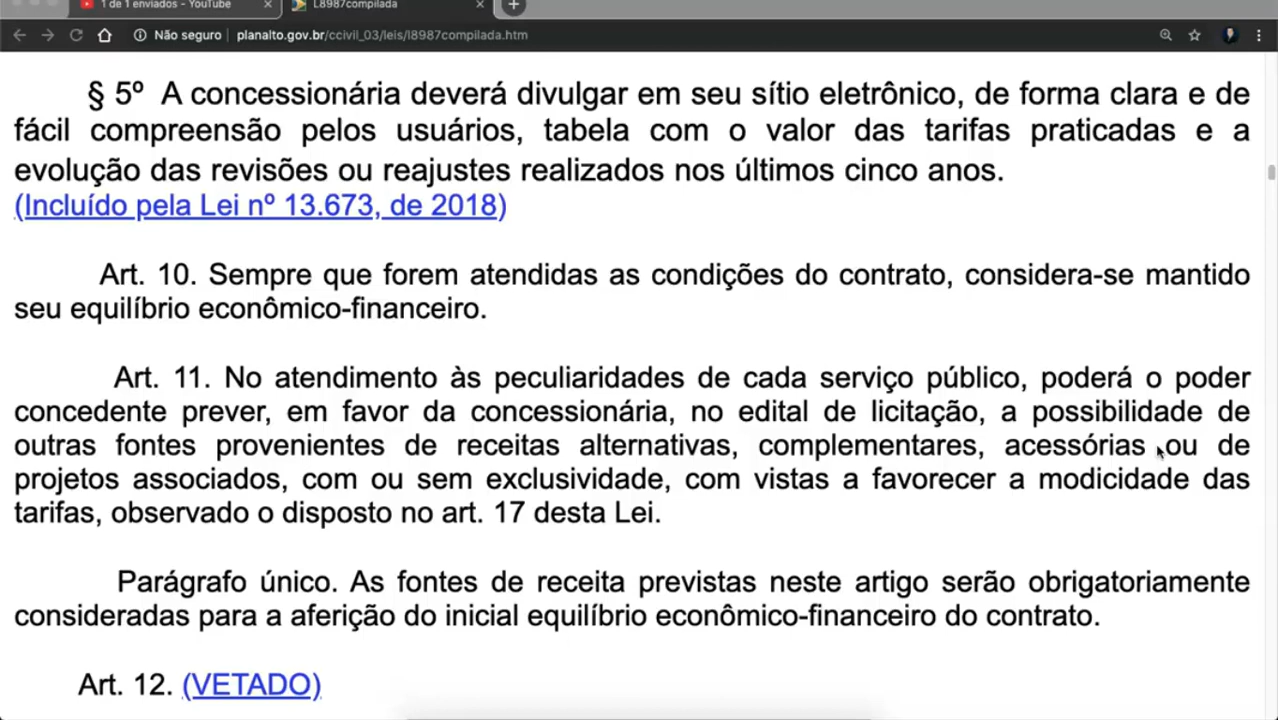 1 de 1 enviados - YouTube × L8987compilada × +
Não seguro | planalto.gov.br/ccivil_03/leis/l8987compilada.htm
§ 5º A concessionária deverá divulgar em seu sítio eletrônico, de forma clara e de
fácil compreensão pelos usuários, tabela com o valor das tarifas praticadas e a
evolução das revisões ou reajustes realizados nos últimos cinco anos.
(Incluído pela Lei nº 13.673, de 2018)
Art. 10. Sempre que forem atendidas as condições do contrato, considera-se mantido
seu equilíbrio econômico-financeiro.
Art. 11. No atendimento às peculiaridades de cada serviço público, poderá o poder
concedente prever, em favor da concessionária, no edital de licitação, a possibilidade de
outras fontes provenientes de receitas alternativas, complementares, acessórias ou de
projetos associados, com ou sem exclusividade, com vistas a favorecer a modicidade das
tarifas, observado o disposto no art. 17 desta Lei.
Parágrafo único. As fontes de receita previstas neste artigo serão obrigatoriamente
consideradas para a aferição do inicial equilíbrio econômico-financeiro do contrato.
Art. 12. (VETADO)